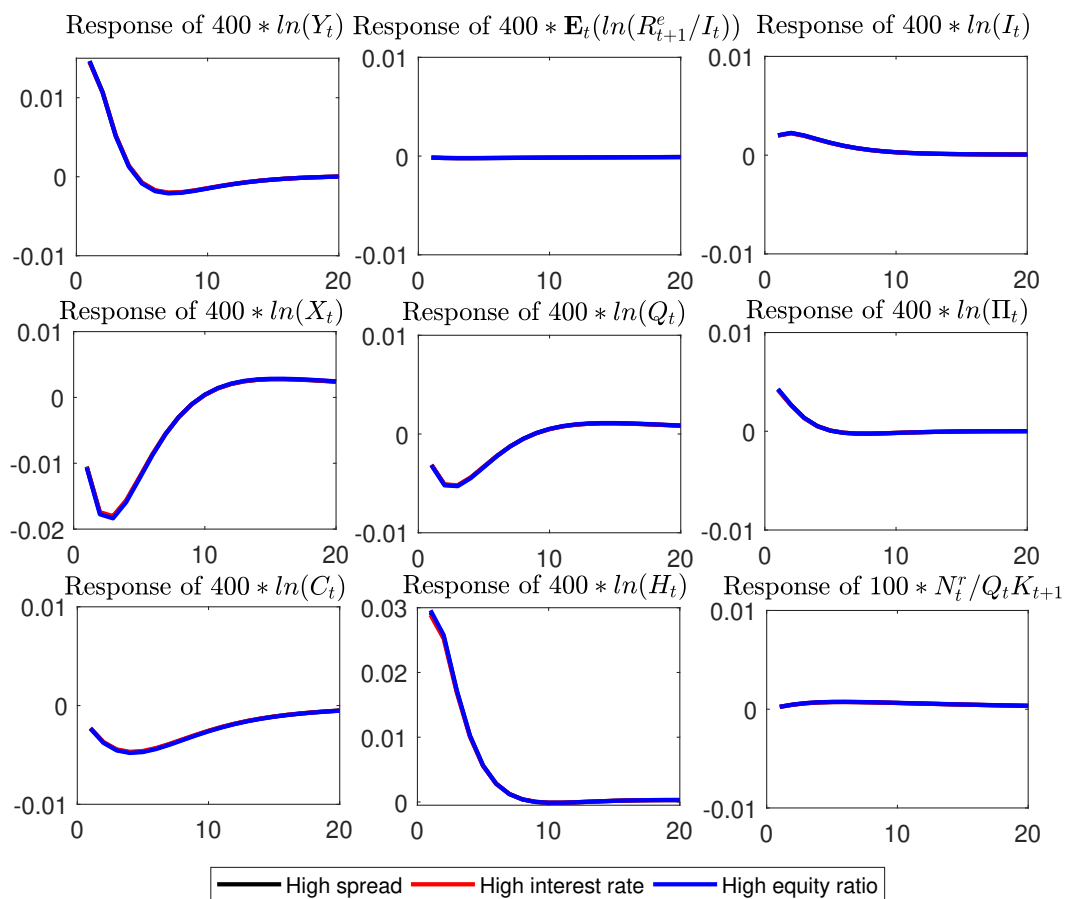 Response of 400 ∗ ln(Y_t)
Response of 400 ∗ E_t(ln(R^e_{t+1}/I_t))
Response of 400 ∗ ln(I_t)
0.01
0
-0.01
0 10 20
0.01
0
-0.01
0 10 20
0.01
0
-0.01
0 10 20
Response of 400 ∗ ln(X_t)
Response of 400 ∗ ln(Q_t)
Response of 400 ∗ ln(Π_t)
0.01
0
-0.01
-0.02
0 10 20
0.01
0
-0.01
0 10 20
0.01
0
-0.01
0 10 20
Response of 400 ∗ ln(C_t)
Response of 400 ∗ ln(H_t)
Response of 100 ∗ N^r_t/Q_tK_{t+1}
0.01
0
-0.01
0 10 20
0.03
0.02
0.01
0
0 10 20
0.01
0
-0.01
0 10 20
High spread High interest rate High equity ratio